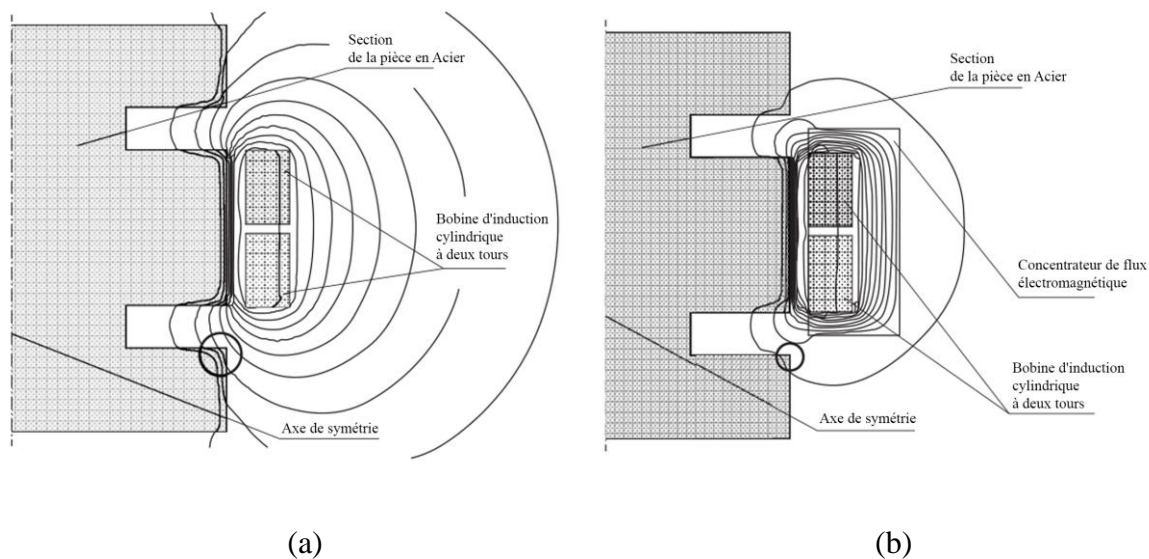 Section
de la pièce en Acier
Bobine d'induction
cylindrique
à deux tours
Axe de symétrie
(a)
Section
de la pièce en Acier
Concentrateur de flux
électromagnétique
Bobine d'induction
cylindrique
à deux tours
Axe de symétrie
(b)